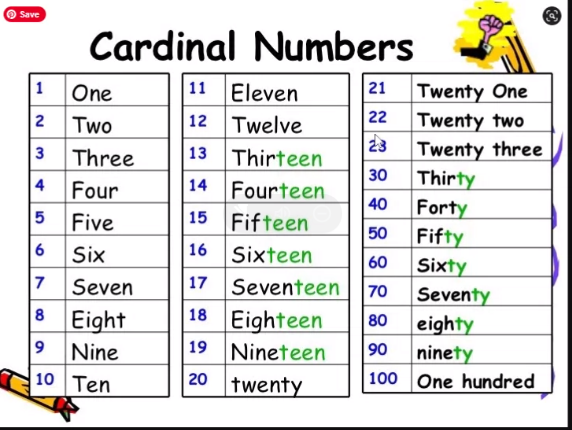 Save
Cardinal Numbers
1 One
2 Two
3 Three
4 Four
5 Five
6 Six
7 Seven
8 Eight
9 Nine
10 Ten
11 Eleven
12 Twelve
13 Thirteen
14 Fourteen
15 Fifteen
16 Sixteen
17 Seventeen
18 Eighteen
19 Nineteen
20 twenty
21 Twenty One
22 Twenty two
23 Twenty three
30 Thirty
40 Forty
50 Fifty
60 Sixty
70 Seventy
80 eighty
90 ninety
100 One hundred